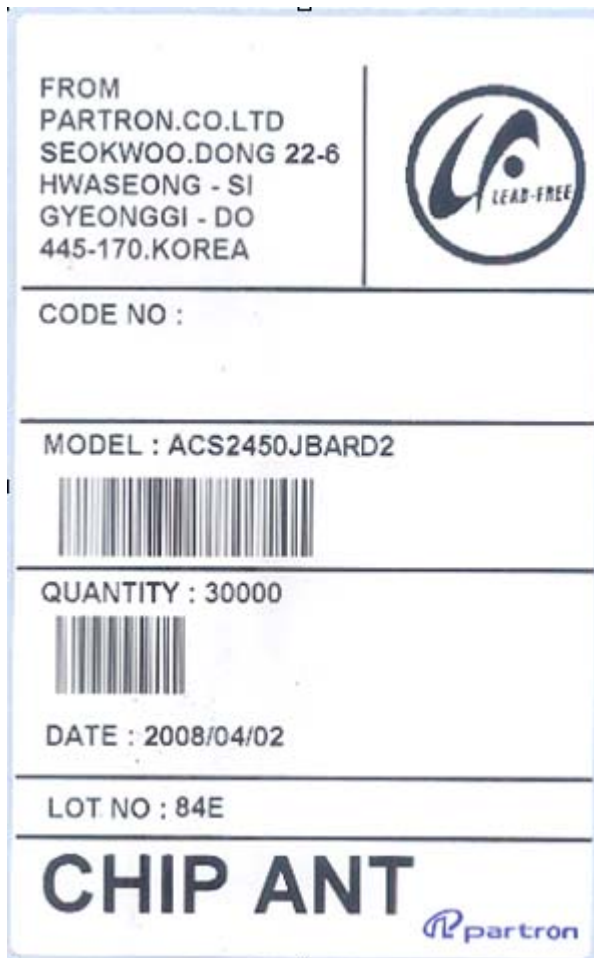 FROM
PARTRON.CO.LTD
SEOKWOO.DONG 22-6
HWASEONG - SI
GYEONGGI - DO
445-170.KOREA
LEAD-FREE
CODE NO :
MODEL : ACS2450JBARD2
QUANTITY : 30000
DATE : 2008/04/02
LOT NO : 84E
CHIP ANT
partron